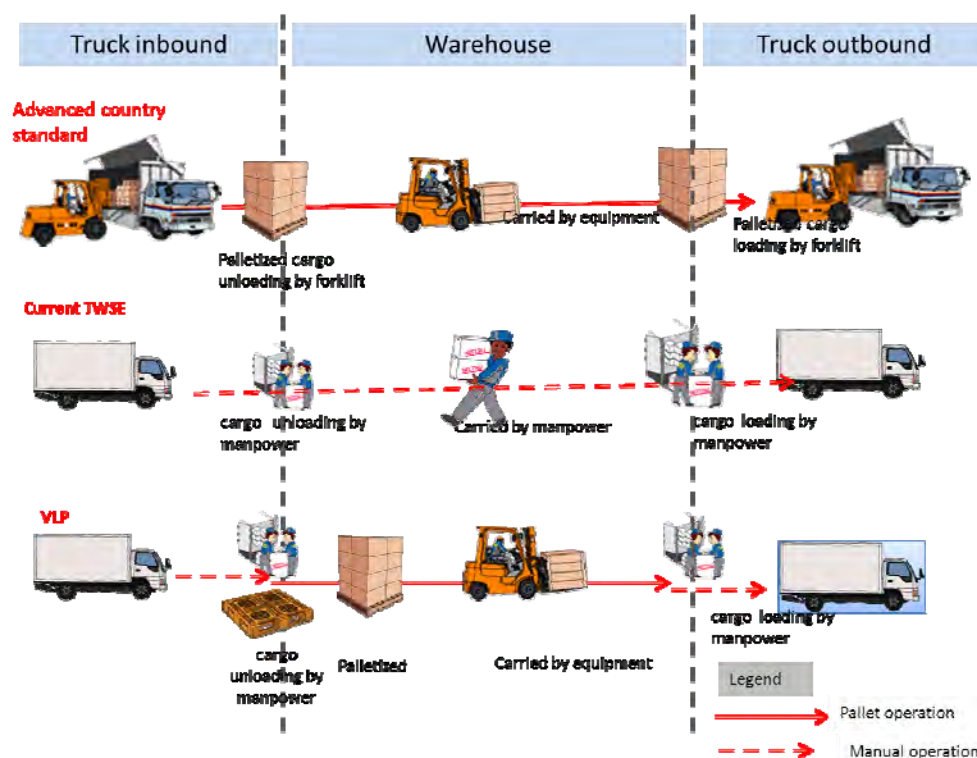 Truck inbound
Warehouse
Truck outbound
Advanced country
standard
Carried by equipment
Palletized cargo
loading by forklift
Palletized cargo
unloading by forklift
Current TWSE
cargo unloading by
manpower
Carried by manpower
cargo loading by
manpower
VLP
cargo
unloading by
manpower
Palletized
Carried by equipment
cargo loading by
manpower
Legend
Pallet operation
Manual operation